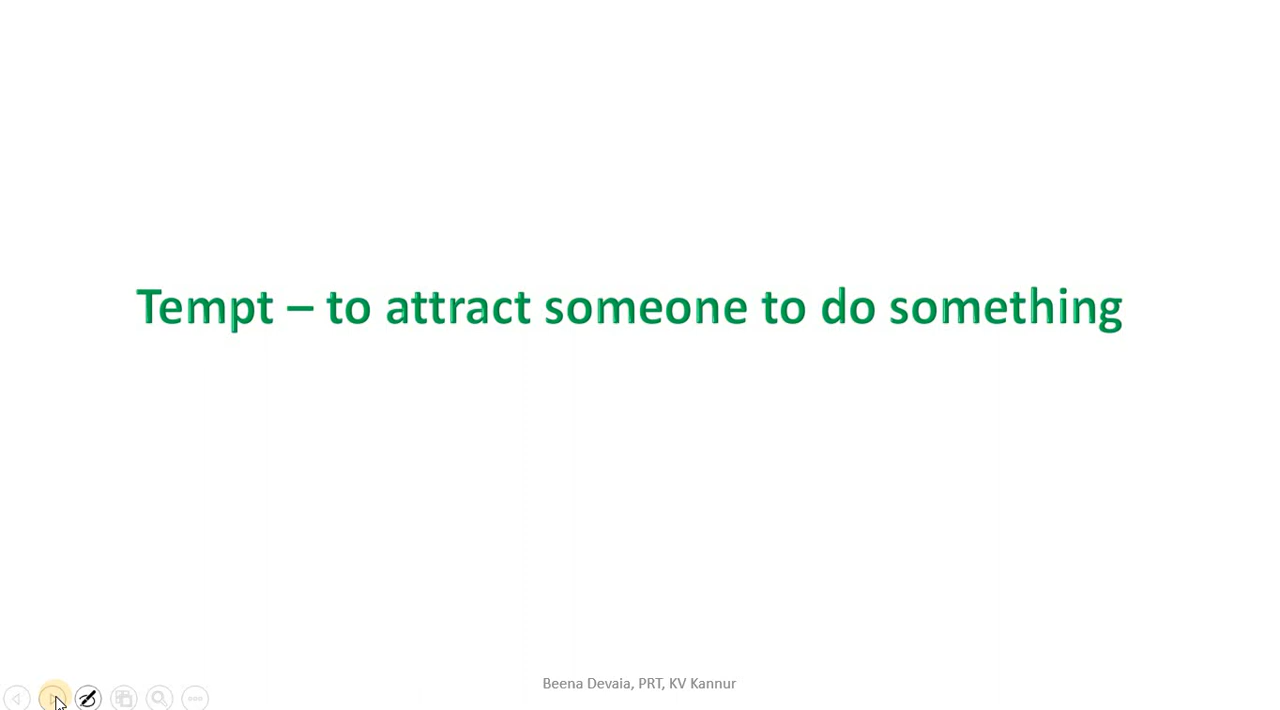 Tempt – to attract someone to do something
Beena Devaia, PRT, KV Kannur